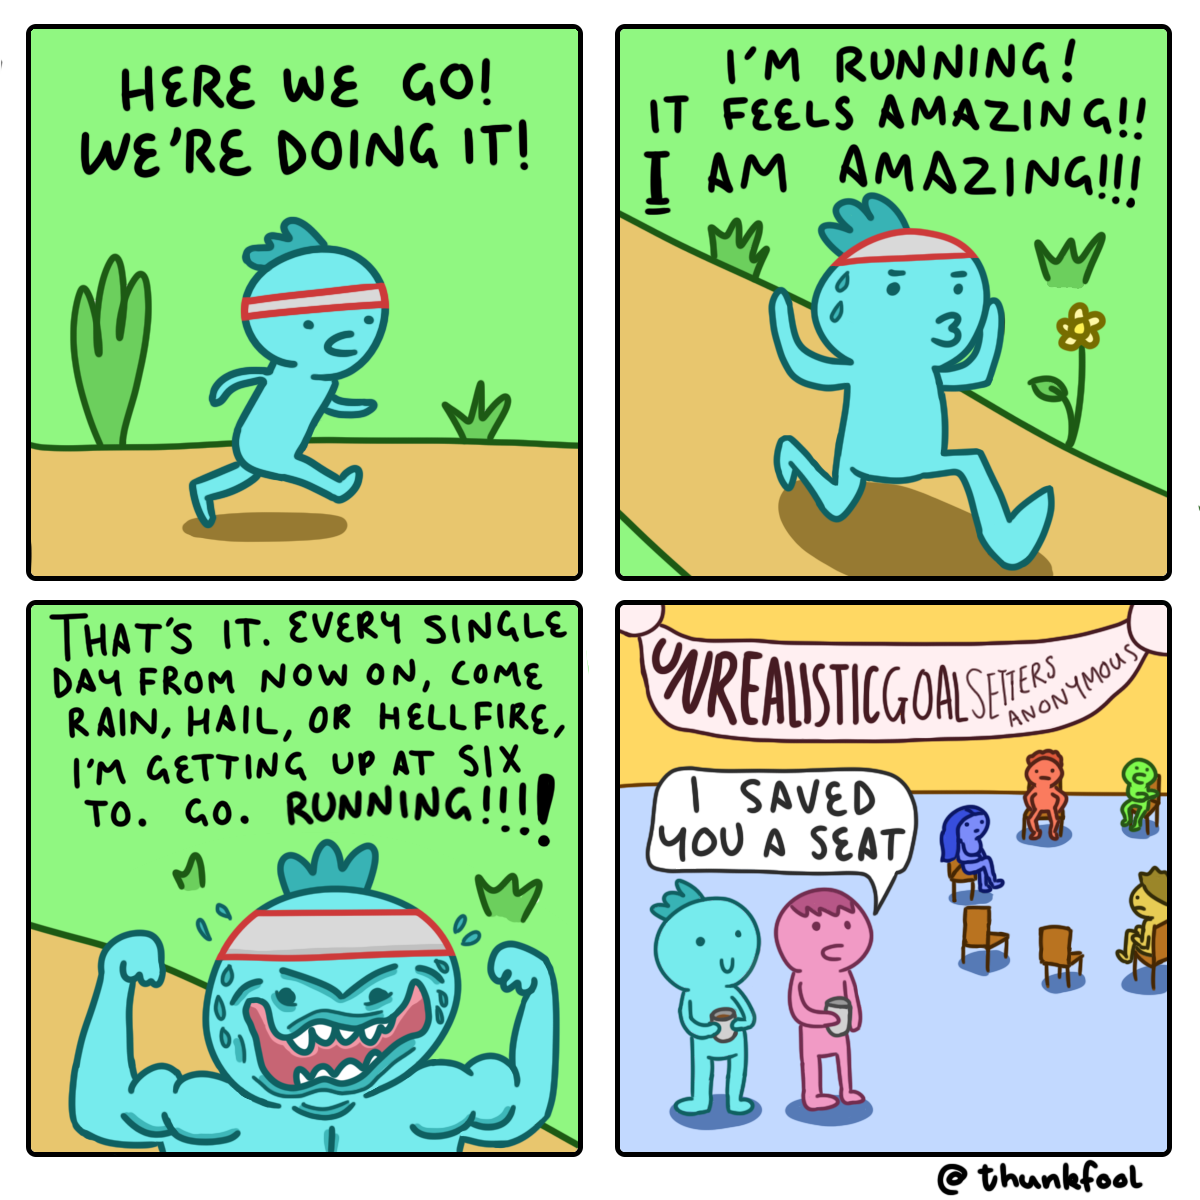 HERE WE GO!
WE'RE DOING IT!
I'M RUNNING!
IT FEELS AMAZING!!
I AM AMAZING!!!
THAT'S IT. EVERY SINGLE
DAY FROM NOW ON, COME
RAIN, HAIL, OR HELLFIRE,
I'M GETTING UP AT SIX
TO. GO. RUNNING!!!!
UNREALISTIC GOAL SETTERS
ANONYMOUS
I SAVED
YOU A SEAT
@thunkfool